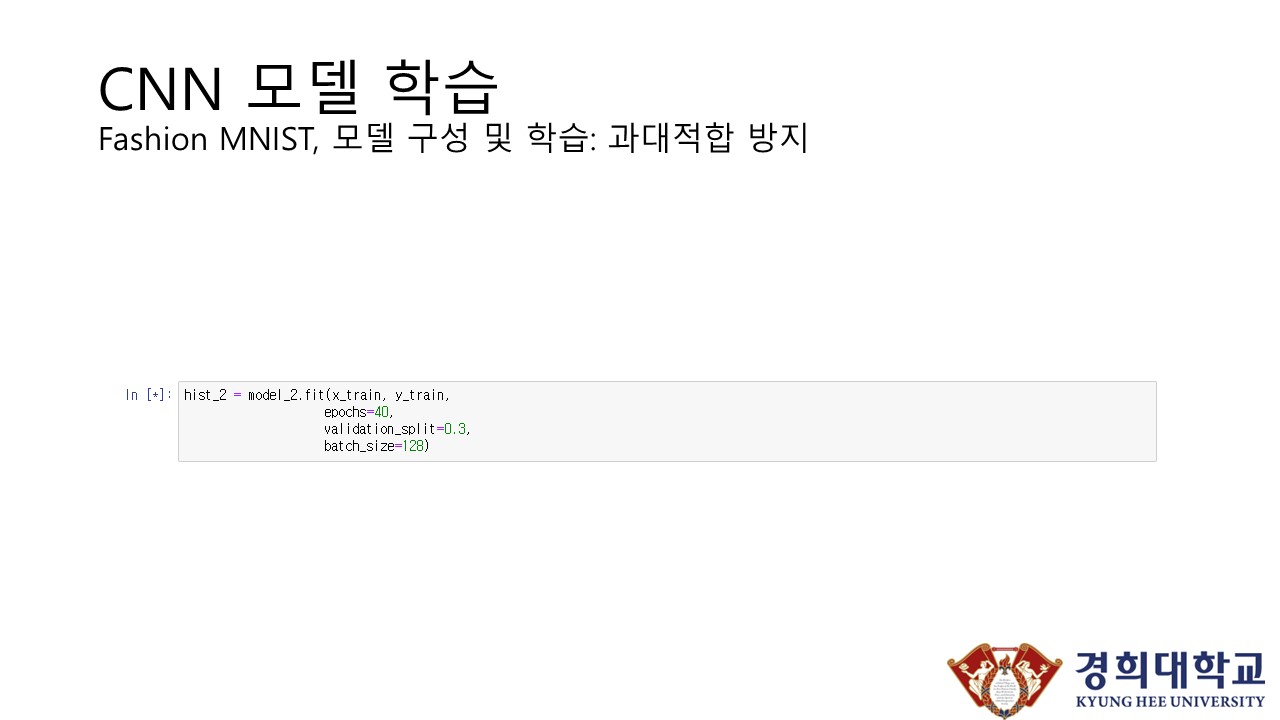 CNN 모델 학습
Fashion MNIST, 모델 구성 및 학습: 과대적합 방지
In [*]: hist_2 = model_2.fit(x_train, y_train,
epochs=40,
validation_split=0.3,
batch_size=128)
경희대학교
KYUNG HEE UNIVERSITY